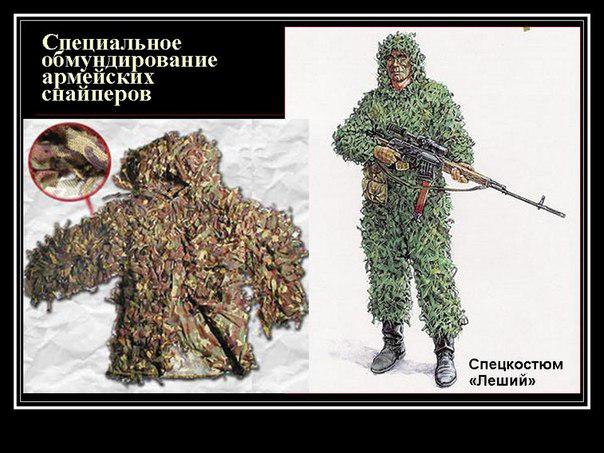 Специальное
обмундирование
армейских
снайперов
Спецкостюм
«Леший»